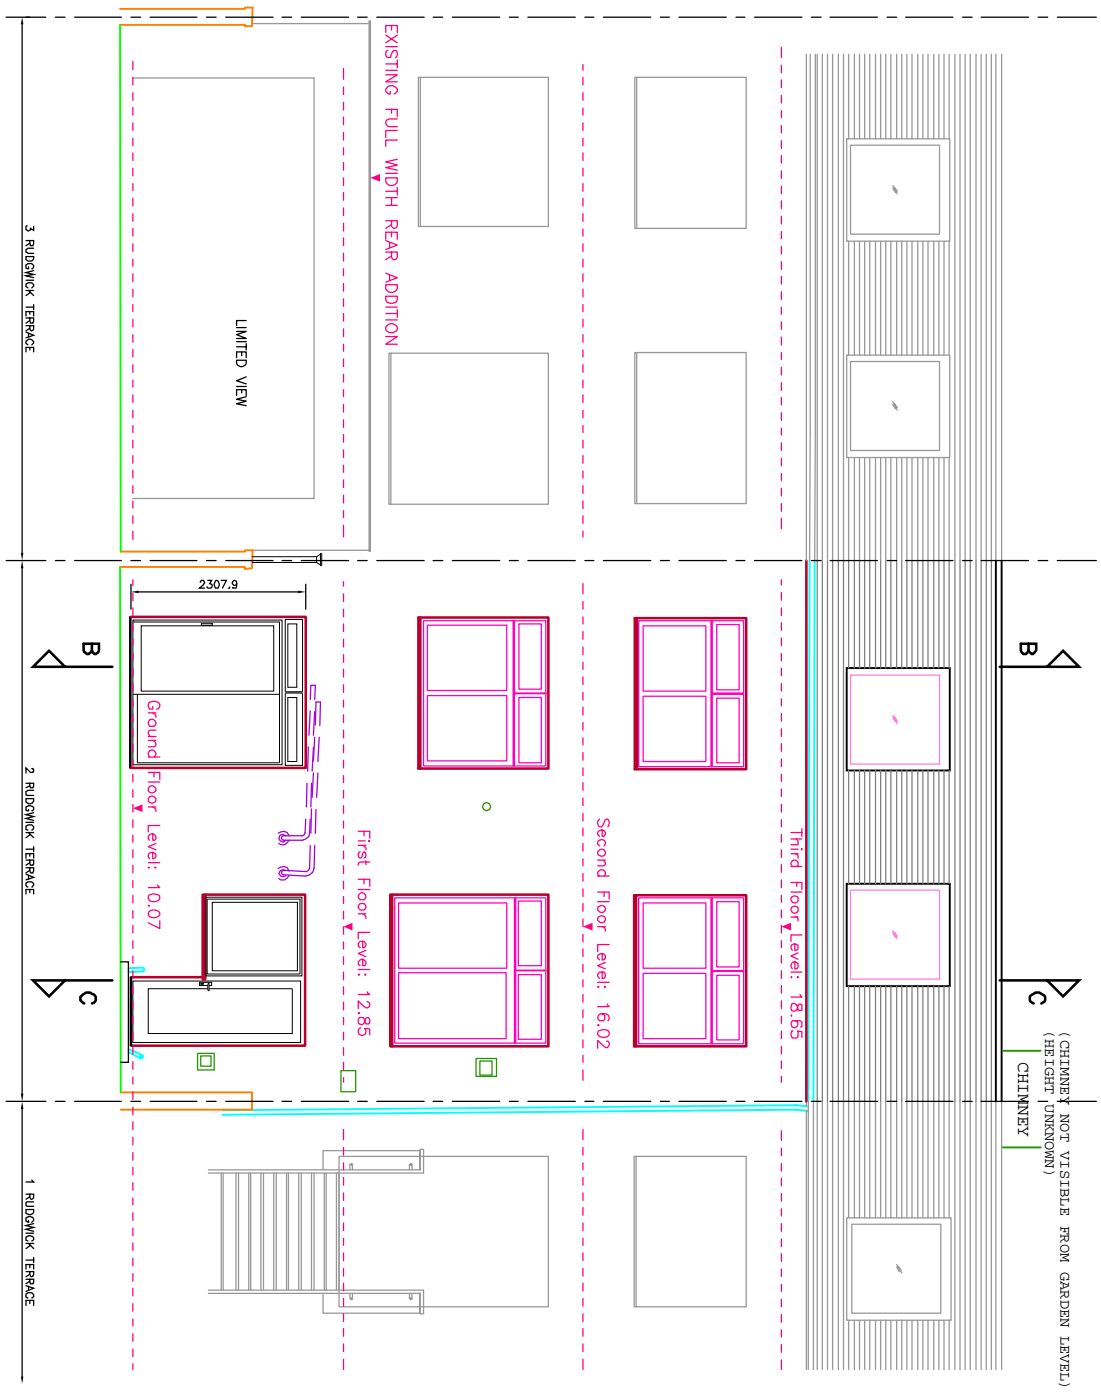 (CHIMNEY NOT VISIBLE FROM GARDEN LEVEL)
(HEIGHT UNKNOWN)
CHIMNEY
B
C
Third Floor Level: 18.65
Second Floor Level: 16.02
EXISTING FULL WIDTH REAR ADDITION
First Floor Level: 12.85
LIMITED VIEW
2307.9
Ground Floor Level: 10.07
B
C
3 RUDGWICK TERRACE
2 RUDGWICK TERRACE
1 RUDGWICK TERRACE